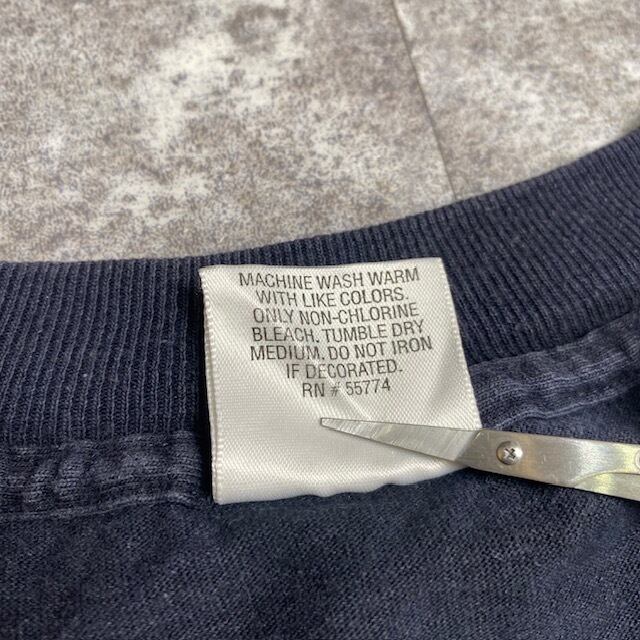 MACHINE WASH WARM
WITH LIKE COLORS.
ONLY NON-CHLORINE
BLEACH. TUMBLE DRY
MEDIUM. DO NOT IRON
IF DECORATED.
RN # 55774